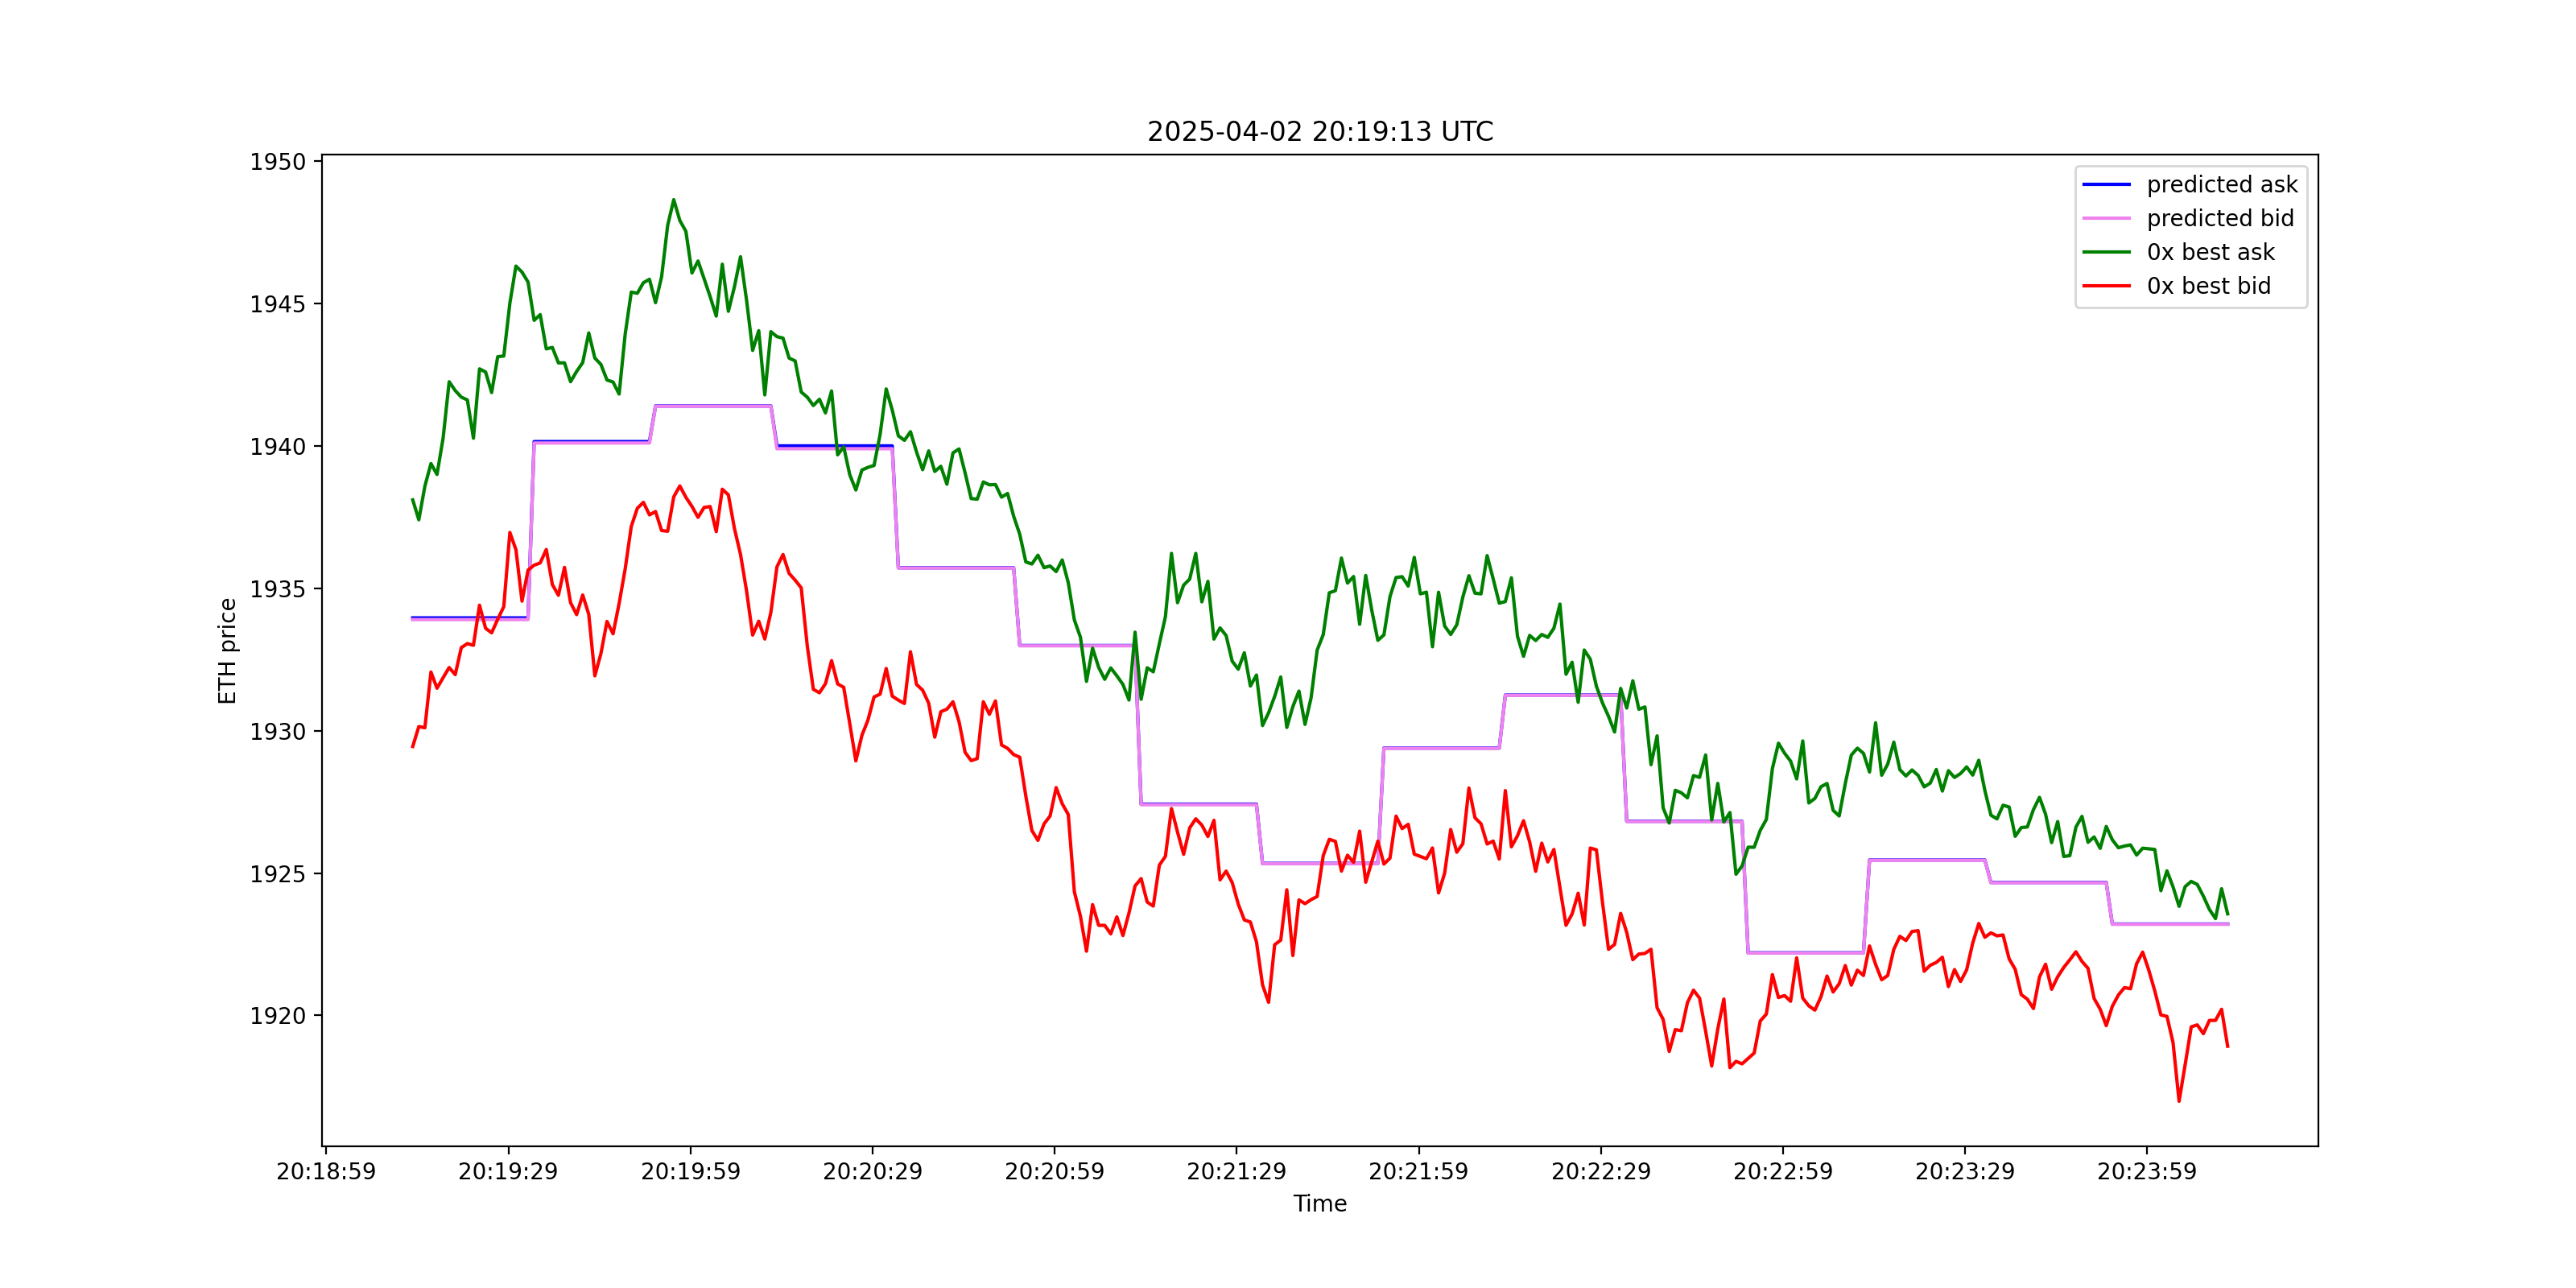 2025-04-02 20:19:13 UTC
predicted ask
predicted bid
0x best ask
0x best bid
1950
1945
1940
1935
1930
1925
1920
ETH price
20:18:59 20:19:29 20:19:59 20:20:29 20:20:59 20:21:29 20:21:59 20:22:29 20:22:59 20:23:29 20:23:59
Time